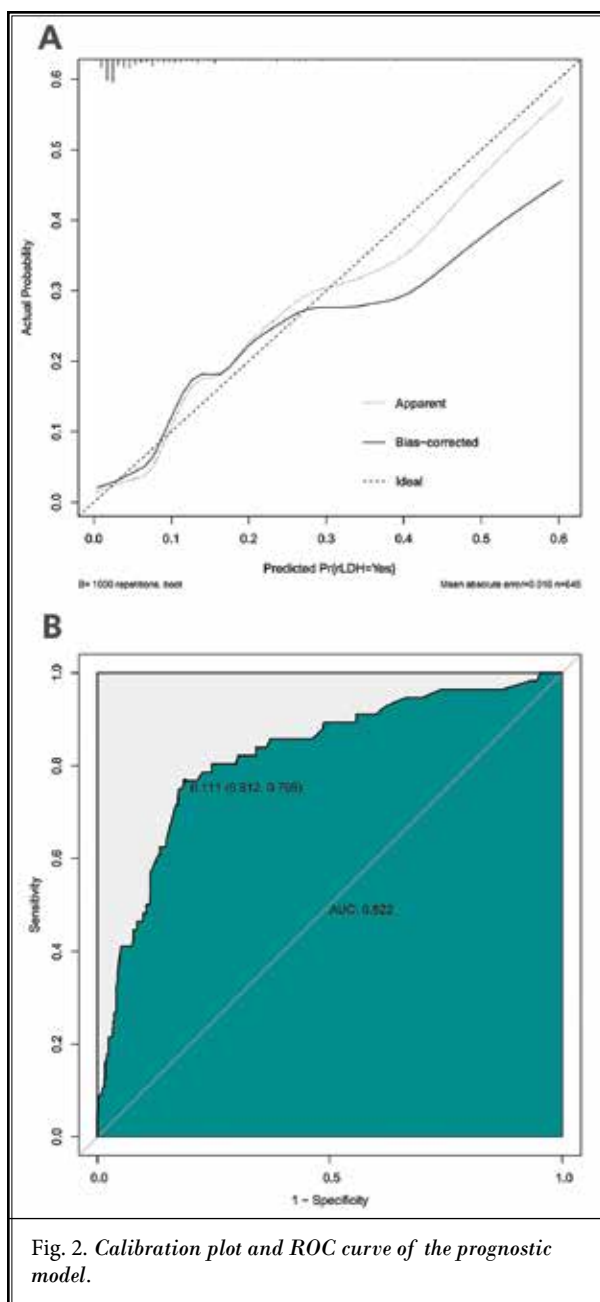 A
0.6
0.5
0.4
0.3
0.2
0.1
0.0
Actual Probability
Apparent
Bias-corrected
Ideal
0.0 0.1 0.2 0.3 0.4 0.5 0.6
Predicted Pr{rLDH=Yes}
B= 1000 repetitions, boot Mean absolute error=0.016 n=645
B
1.0
0.8
0.6
0.4
0.2
0.0
Sensitivity
0.111 (0.812,
AUC: 0.822
0.0 0.5 1.0
1 - Specificity
Fig. 2. Calibration plot and ROC curve of the prognostic
model.